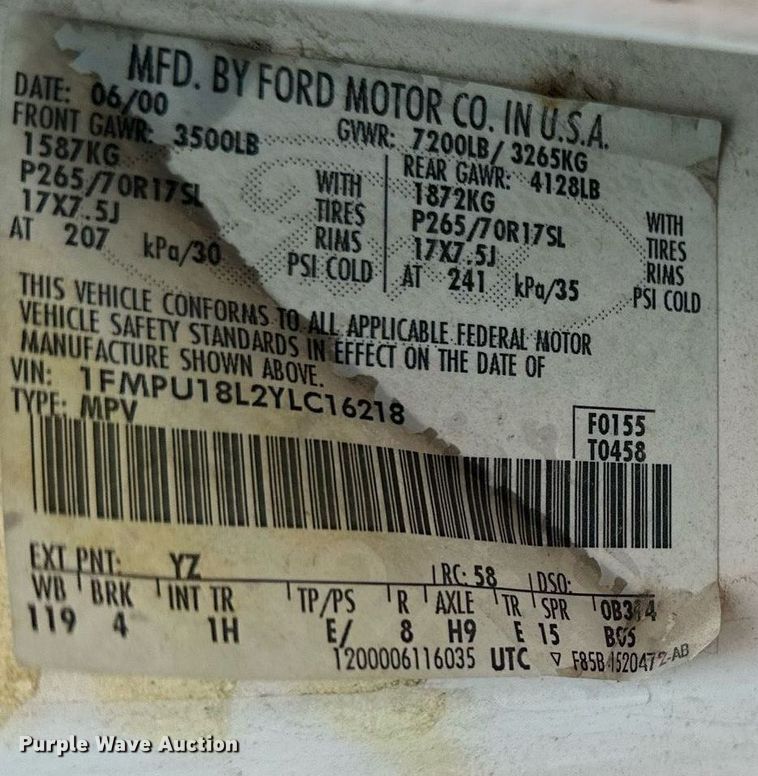 MFD. BY FORD MOTOR CO. IN U.S.A.
DATE: 06/00 GVWR: 7200LB/ 3265KG
FRONT GAWR: 3500LB REAR GAWR: 4128LB
1587KG WITH 1872KG WITH
P265/70R17SL TIRES P265/70R17SL TIRES
17X7.5J RIMS 17X7.5J RIMS
AT 207 kPa/30 PSI COLD AT 241 kPa/35 PSI COLD
THIS VEHICLE CONFORMS TO ALL APPLICABLE FEDERAL MOTOR
VEHICLE SAFETY STANDARDS IN EFFECT ON THE DATE OF
MANUFACTURE SHOWN ABOVE.
VIN: 1FMPU18L2YLC16218
TYPE: MPV
F0155
T0458
EXT PNT: YZ RC: 58 DSO:
WB BRK INT TR TP/PS R AXLE TR SPR
119 4 1H E/ 8 H9 E 15
1200006116035 UTC ▽ F85B-1520472-AB
Purple Wave Auction